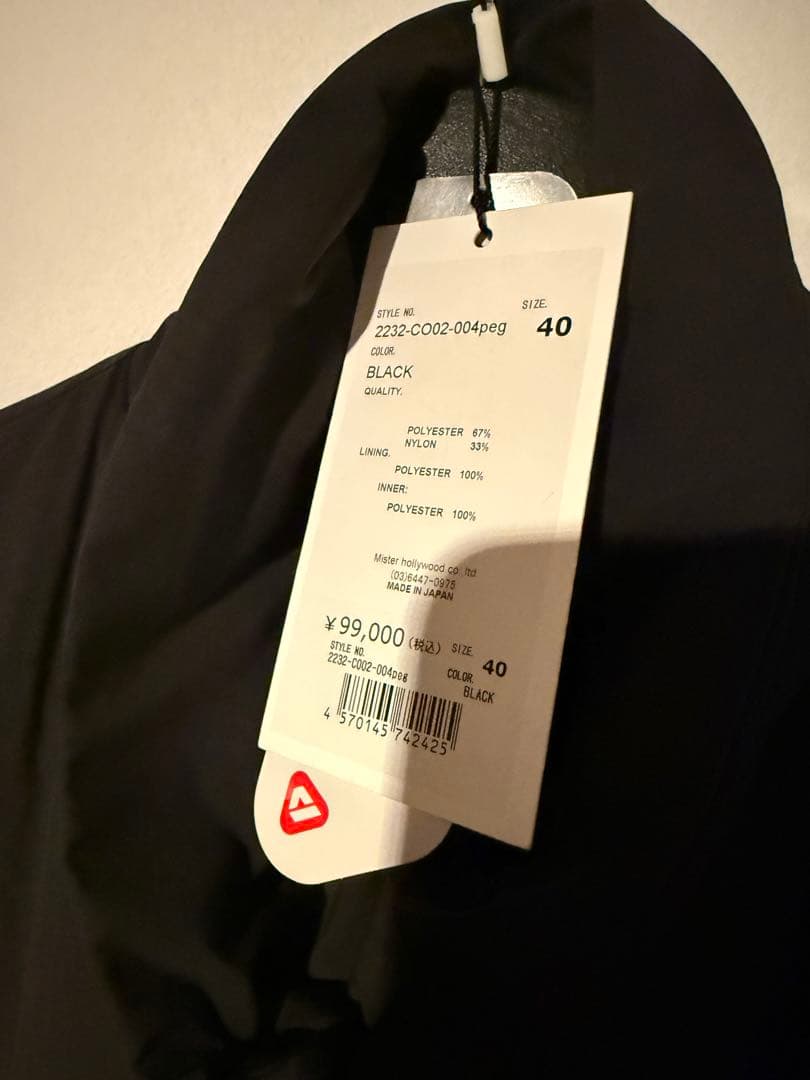 STYLE NO.
SIZE.
2232-CO02-004peg
40
COLOR.
BLACK
QUALITY.
POLYESTER 67%
NYLON 33%
LINING.
POLYESTER 100%
INNER:
POLYESTER 100%
Mister hollywood co .ltd
(03)6447-0975
MADE IN JAPAN
¥99,000(税込)
STYLE NO.
SIZE.
2232-CO02-004peg
40
COLOR.
BLACK
4 570145 742425